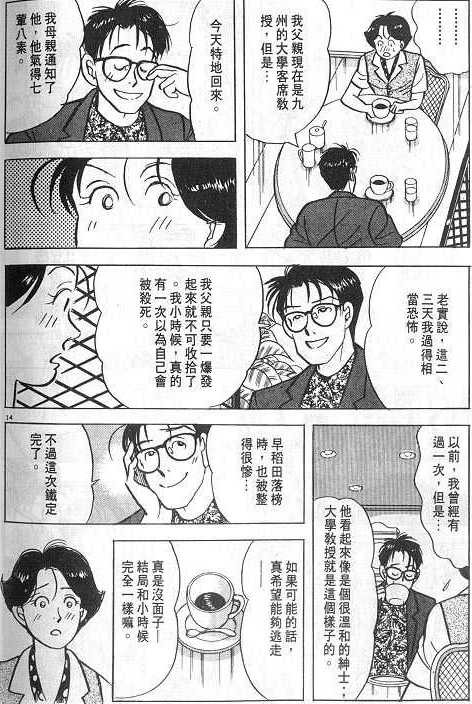 ………
我父親現在是九
州的大學客席教
授，但是…
今天特地回來。
我母親通知了
他，他氣得七
葷八素。
老實說，這二、
三天我過得相
當恐怖。
我父親只要一爆發
起來就不可收拾了
。我小時候，真的
有一次以為自己會
被殺死。
14
以前，我曾經有
過一次，但是…
他看起來像是個很溫和的紳士；
大學教授就是這個樣子的。
早稻田落榜
時，也被整
得很慘…
不過這次鐵定
完了。
如果可能的話，
真希望能夠逃走
—
真是沒面子—
結局和小時候
完全一樣嘛。